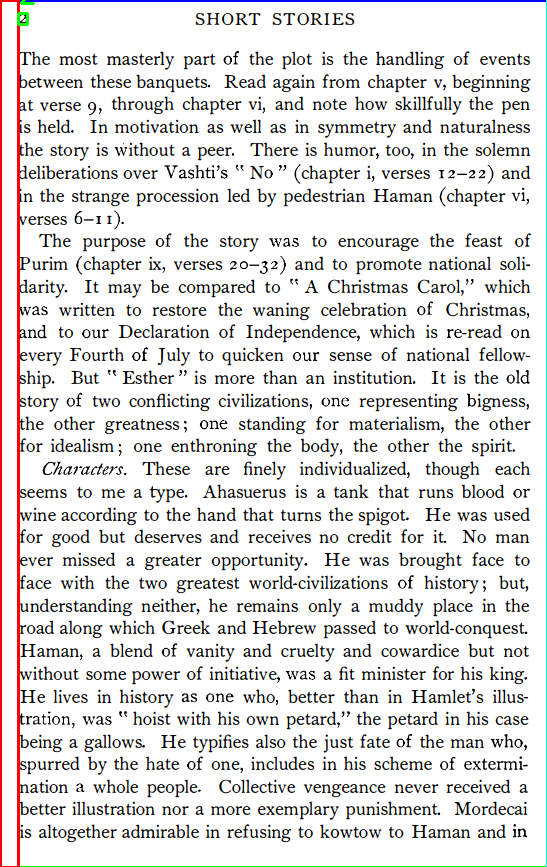 2 SHORT STORIES
The most masterly part of the plot is the handling of events
between these banquets. Read again from chapter v, beginning
at verse 9, through chapter vi, and note how skillfully the pen
is held. In motivation as well as in symmetry and naturalness
the story is without a peer. There is humor, too, in the solemn
deliberations over Vashti's “ No ” (chapter i, verses 12–22) and
in the strange procession led by pedestrian Haman (chapter vi,
verses 6–11).
The purpose of the story was to encourage the feast of
Purim (chapter ix, verses 20–32) and to promote national soli-
darity. It may be compared to “ A Christmas Carol,” which
was written to restore the waning celebration of Christmas,
and to our Declaration of Independence, which is re-read on
every Fourth of July to quicken our sense of national fellow-
ship. But “ Esther ” is more than an institution. It is the old
story of two conflicting civilizations, one representing bigness,
the other greatness; one standing for materialism, the other
for idealism; one enthroning the body, the other the spirit.
Characters. These are finely individualized, though each
seems to me a type. Ahasuerus is a tank that runs blood or
wine according to the hand that turns the spigot. He was used
for good but deserves and receives no credit for it. No man
ever missed a greater opportunity. He was brought face to
face with the two greatest world-civilizations of history; but,
understanding neither, he remains only a muddy place in the
road along which Greek and Hebrew passed to world-conquest.
Haman, a blend of vanity and cruelty and cowardice but not
without some power of initiative, was a fit minister for his king.
He lives in history as one who, better than in Hamlet's illus-
tration, was “ hoist with his own petard,” the petard in his case
being a gallows. He typifies also the just fate of the man who,
spurred by the hate of one, includes in his scheme of extermi-
nation a whole people. Collective vengeance never received a
better illustration nor a more exemplary punishment. Mordecai
is altogether admirable in refusing to kowtow to Haman and in